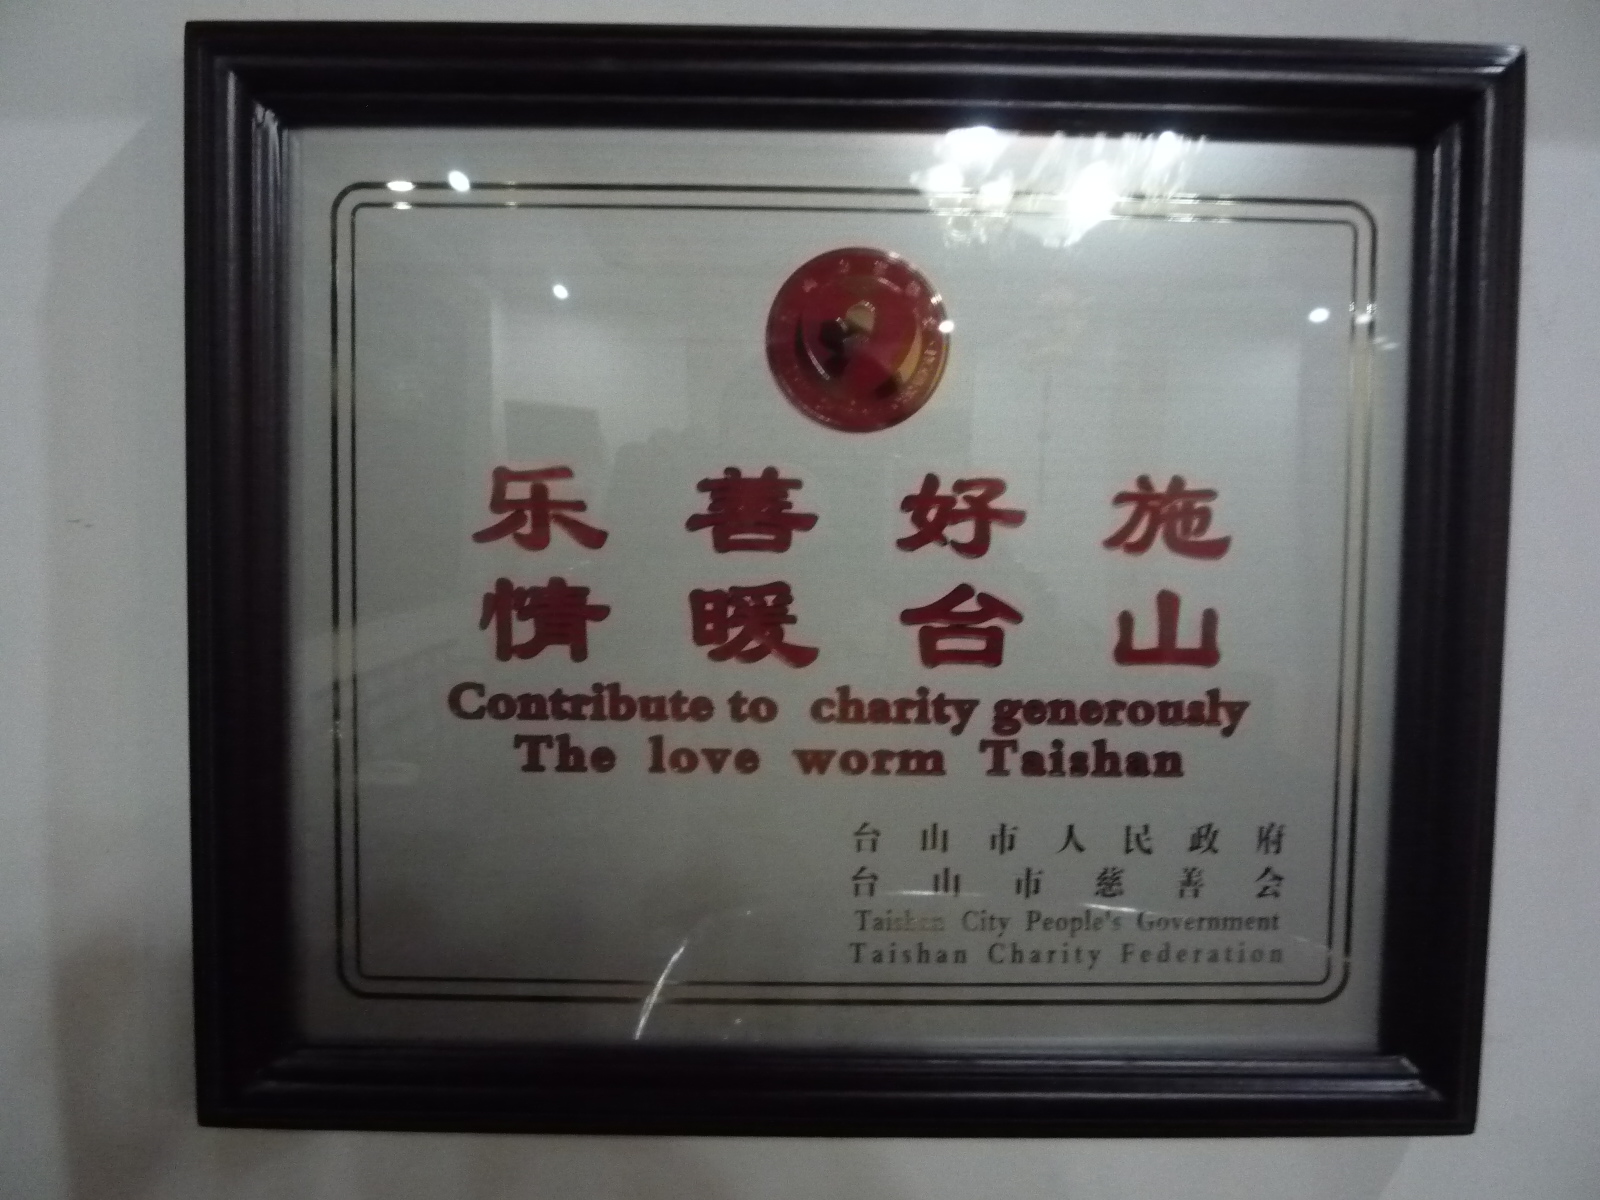 乐善好施
情暖台山
Contribute to charity generously
The love worm Taishan
台山市人民政府
台山市慈善会
Taishan City People's Government
Taishan Charity Federation